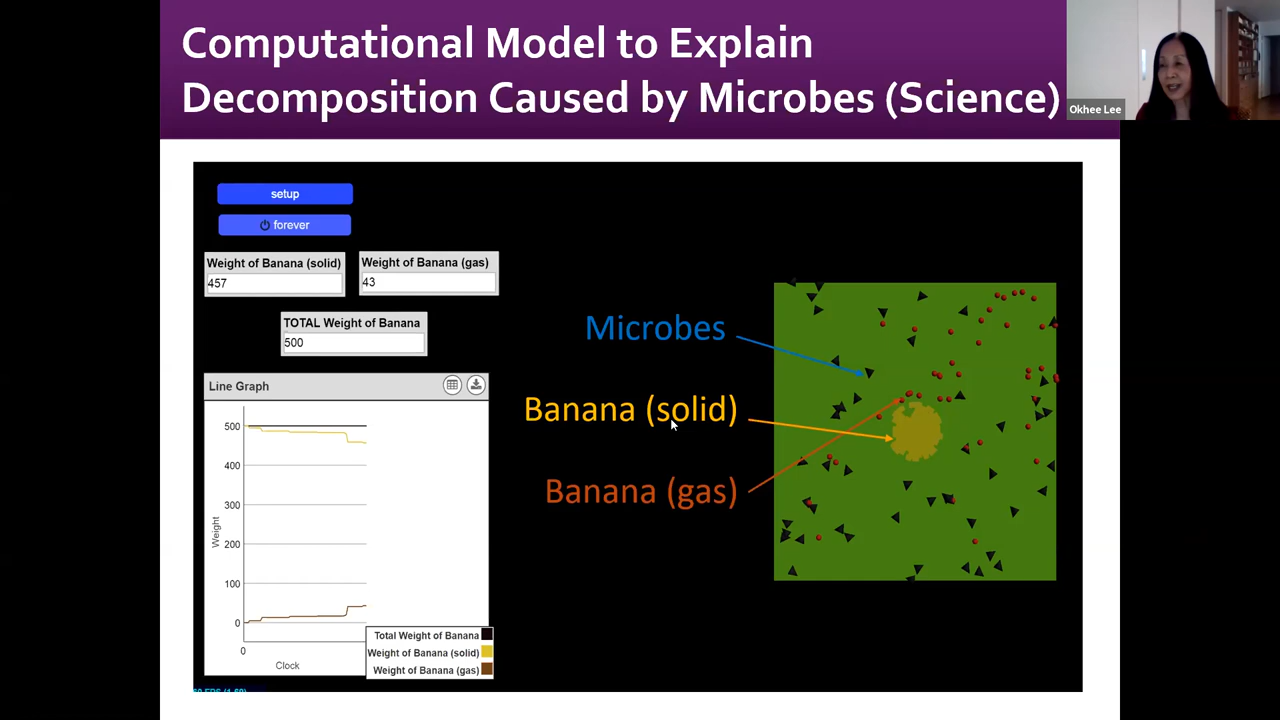 Computational Model to Explain
Decomposition Caused by Microbes (Science)
Okhee Lee
setup
forever
Weight of Banana (solid)
457
Weight of Banana (gas)
43
TOTAL Weight of Banana
500
Line Graph
500
400
300
200
100
0
Weight
0
Clock
Total Weight of Banana
Weight of Banana (solid)
Weight of Banana (gas)
Microbes
Banana (solid)
Banana (gas)